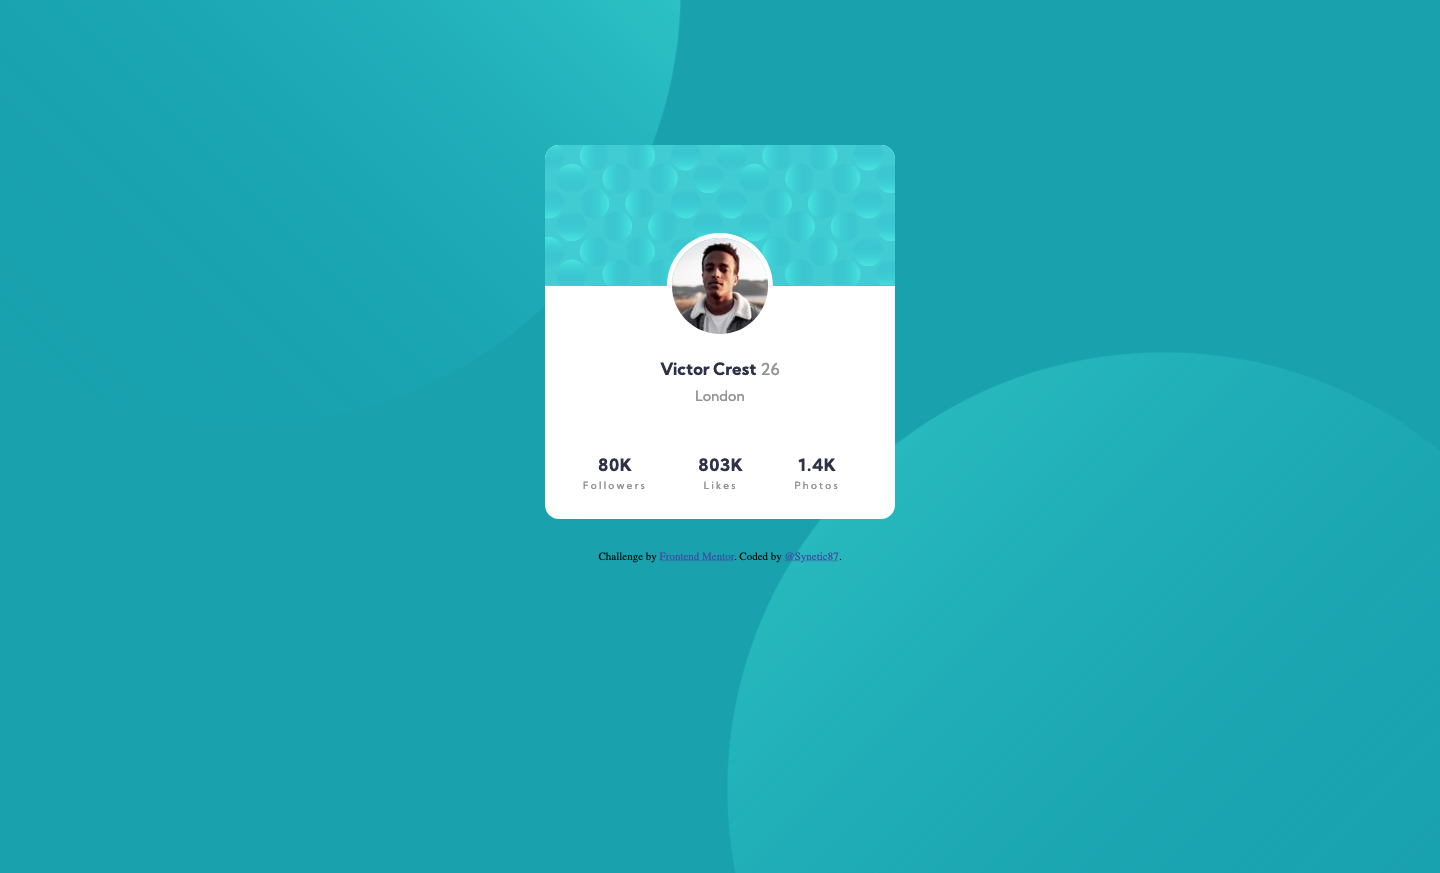 Victor Crest 26
London
80K 803K 1.4K
Followers Likes Photos
Challenge by Frontend Mentor. Coded by @Synetic87.